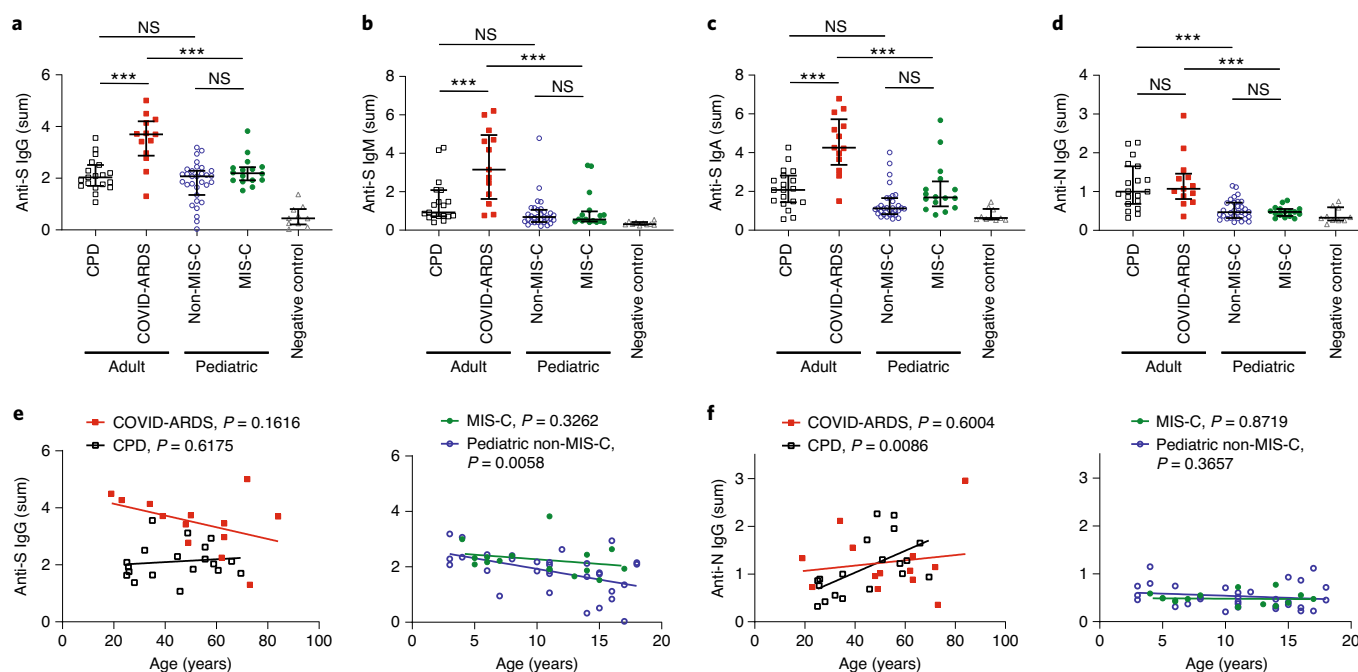 a
NS
***
***
NS
Anti-S IgG (sum)
6
4
2
0
CPD
COVID-ARDS
Non-MIS-C
MIS-C
Negative control
Adult
Pediatric
b
NS
***
***
NS
Anti-S IgM (sum)
8
6
4
2
0
CPD
COVID-ARDS
Non-MIS-C
MIS-C
Negative control
Adult
Pediatric
c
NS
***
***
NS
Anti-S IgA (sum)
8
6
4
2
0
CPD
COVID-ARDS
Non-MIS-C
MIS-C
Negative control
Adult
Pediatric
d
***
***
NS
NS
Anti-N IgG (sum)
4
3
2
1
0
CPD
COVID-ARDS
Non-MIS-C
MIS-C
Negative control
Adult
Pediatric
e
COVID-ARDS, P = 0.1616
CPD, P = 0.6175
Anti-S IgG (sum)
6
4
2
0
0 20 40 60 80 100
Age (years)
MIS-C, P = 0.3262
Pediatric non-MIS-C,
P = 0.0058
6
4
2
0
0 5 10 15 20
Age (years)
f
COVID-ARDS, P = 0.6004
CPD, P = 0.0086
Anti-N IgG (sum)
3
2
1
0
0 20 40 60 80 100
Age (years)
MIS-C, P = 0.8719
Pediatric non-MIS-C,
P = 0.3657
3
2
1
0
0 5 10 15 20
Age (years)